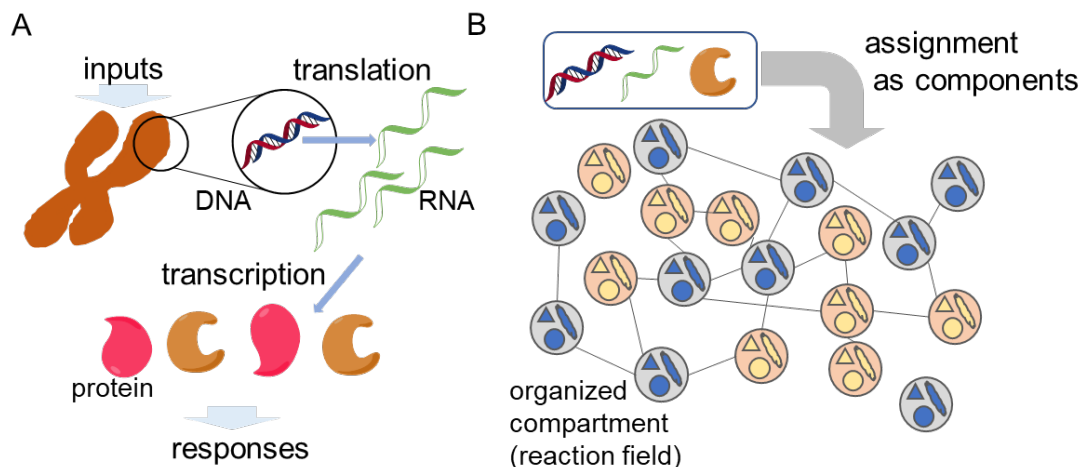 A
inputs
translation
DNA
RNA
transcription
protein
responses
B
assignment
as components
organized
compartment
(reaction field)